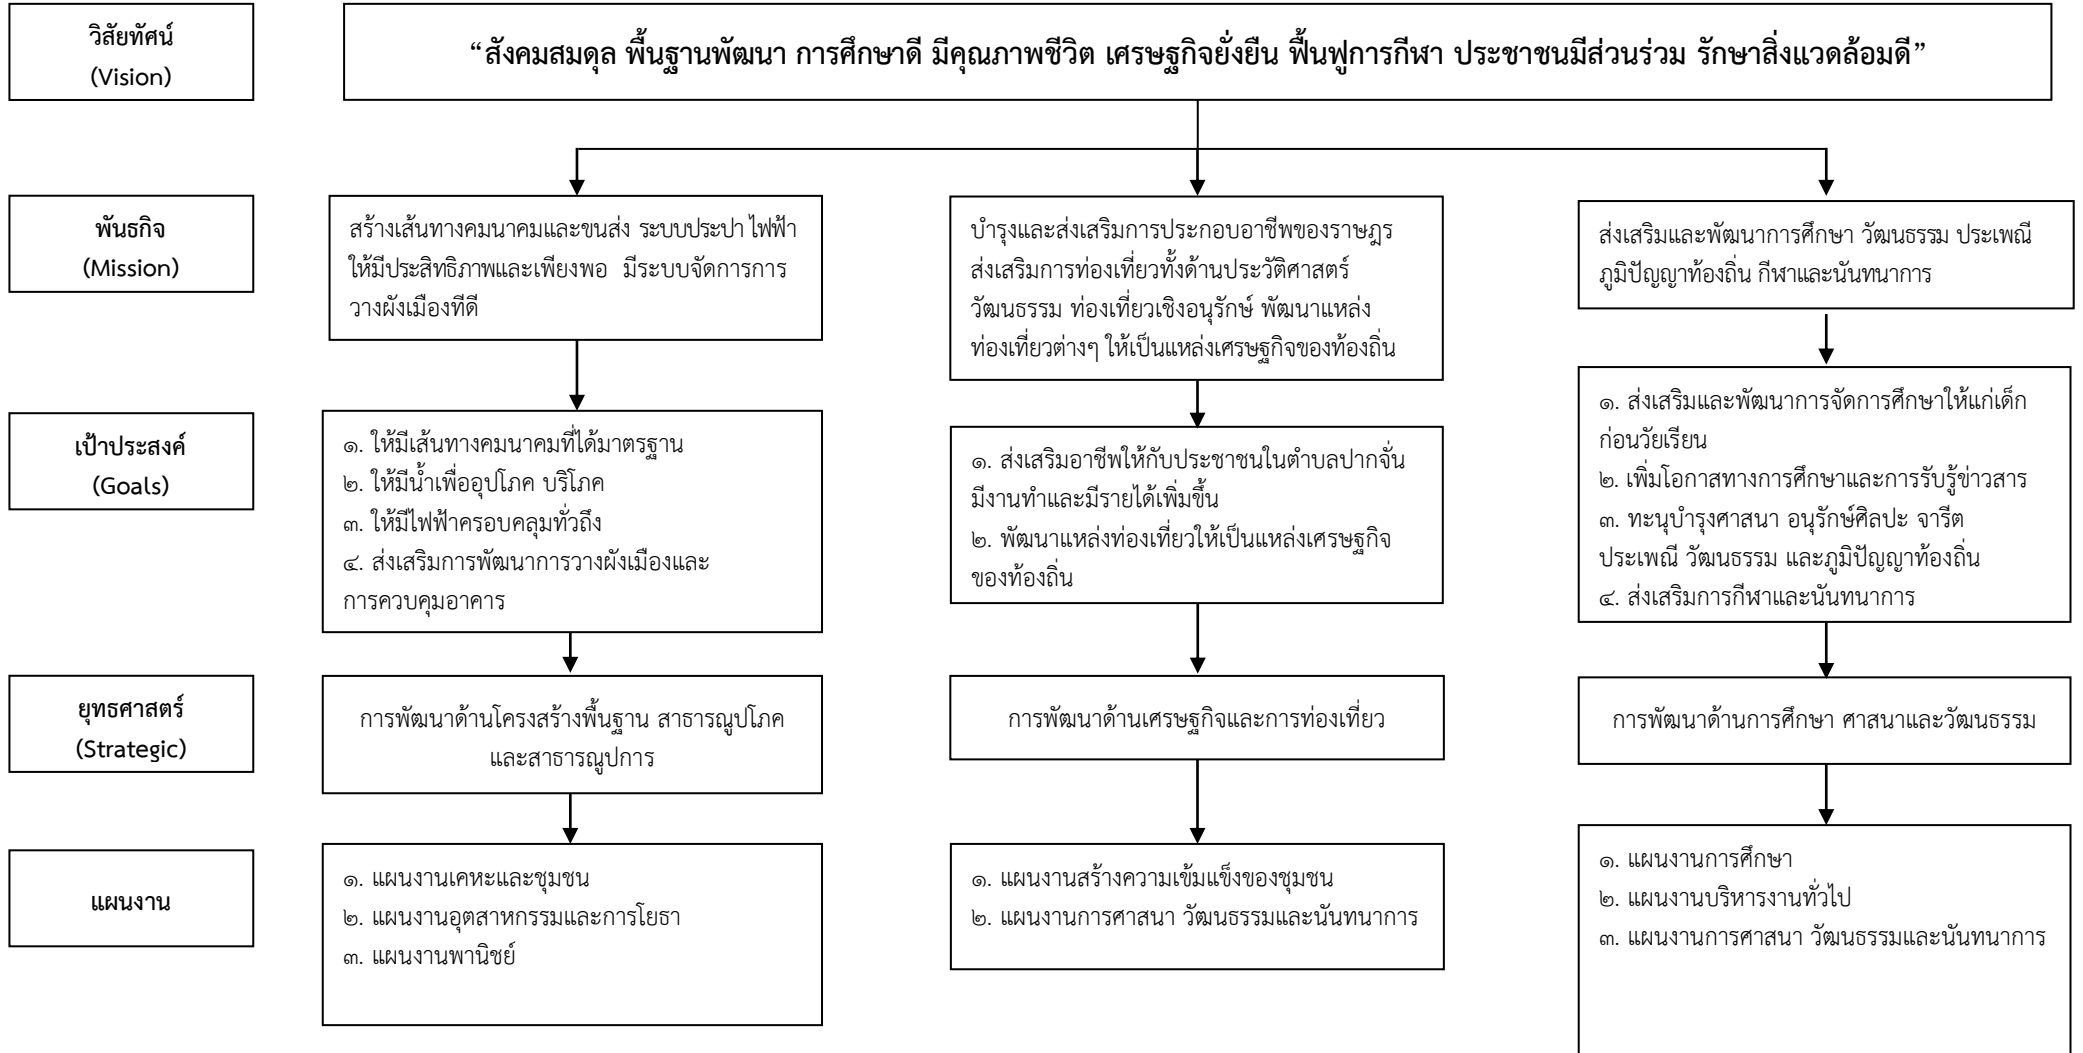 วิสัยทัศน์
(Vision)
“สังคมสมดุล พื้นฐานพัฒนา การศึกษาดี มีคุณภาพชีวิต เศรษฐกิจยั่งยืน ฟื้นฟูการกีฬา ประชาชนมีส่วนร่วม รักษาสิ่งแวดล้อมดี”
พันธกิจ
(Mission)
สร้างเส้นทางคมนาคมและขนส่ง ระบบประปา ไฟฟ้า
ให้มีประสิทธิภาพและเพียงพอ มีระบบจัดการการ
วางผังเมืองทีดี
บำรุงและส่งเสริมการประกอบอาชีพของราษฎร
ส่งเสริมการท่องเที่ยวทั้งด้านประวัติศาสตร์
วัฒนธรรม ท่องเที่ยวเชิงอนุรักษ์ พัฒนาแหล่ง
ท่องเที่ยวต่างๆ ให้เป็นแหล่งเศรษฐกิจของท้องถิ่น
ส่งเสริมและพัฒนาการศึกษา วัฒนธรรม ประเพณี
ภูมิปัญญาท้องถิ่น กีฬาและนันทนาการ
เป้าประสงค์
(Goals)
๑. ให้มีเส้นทางคมนาคมที่ได้มาตรฐาน
๒. ให้มีน้ำเพื่ออุปโภค บริโภค
๓. ให้มีไฟฟ้าครอบคลุมทั่วถึง
๔. ส่งเสริมการพัฒนาการวางผังเมืองและ
การควบคุมอาคาร
๑. ส่งเสริมอาชีพให้กับประชาชนในตำบลปากจั่น
มีงานทำและมีรายได้เพิ่มขึ้น
๒. พัฒนาแหล่งท่องเที่ยวให้เป็นแหล่งเศรษฐกิจ
ของท้องถิ่น
๑. ส่งเสริมและพัฒนาการจัดการศึกษาให้แก่เด็ก
ก่อนวัยเรียน
๒. เพิ่มโอกาสทางการศึกษาและการรับรู้ข่าวสาร
๓. ทะนุบำรุงศาสนา อนุรักษ์ศิลปะ จารีต
ประเพณี วัฒนธรรม และภูมิปัญญาท้องถิ่น
๔. ส่งเสริมการกีฬาและนันทนาการ
ยุทธศาสตร์
(Strategic)
การพัฒนาด้านโครงสร้างพื้นฐาน สาธารณูปโภค
และสาธารณูปการ
การพัฒนาด้านเศรษฐกิจและการท่องเที่ยว
การพัฒนาด้านการศึกษา ศาสนาและวัฒนธรรม
แผนงาน
๑. แผนงานเคหะและชุมชน
๒. แผนงานอุตสาหกรรมและการโยธา
๓. แผนงานพานิชย์
๑. แผนงานสร้างความเข้มแข็งของชุมชน
๒. แผนงานการศาสนา วัฒนธรรมและนันทนาการ
๑. แผนงานการศึกษา
๒. แผนงานบริหารงานทั่วไป
๓. แผนงานการศาสนา วัฒนธรรมและนันทนาการ